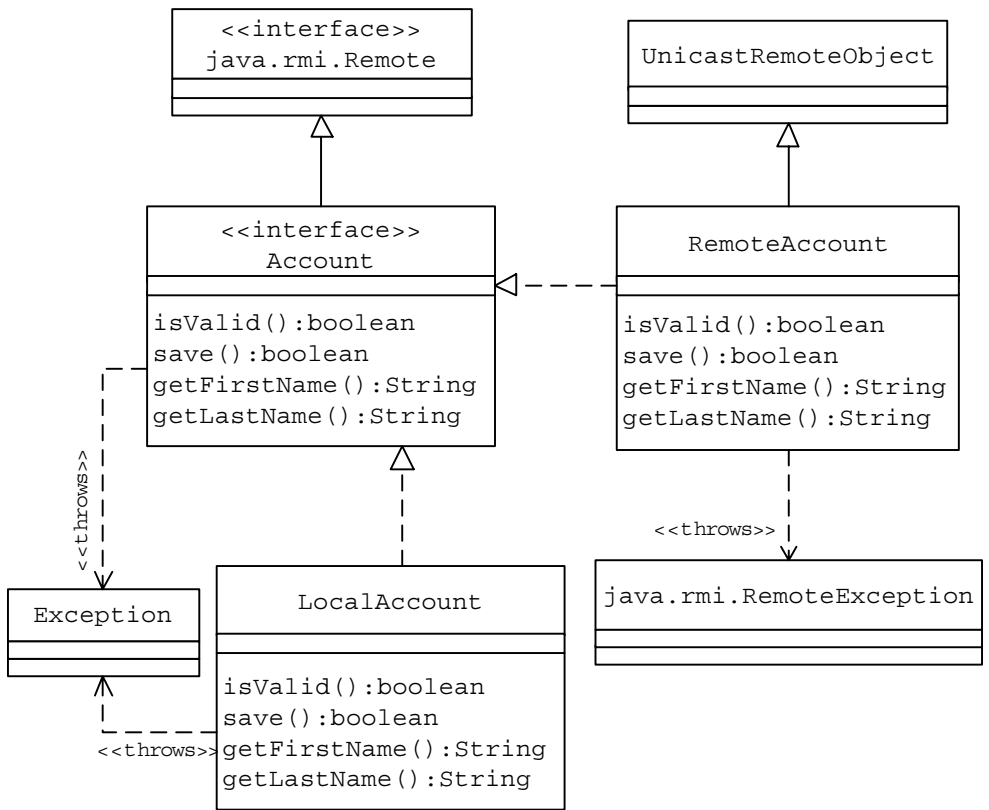 <<interface>>
java.rmi.Remote
UnicastRemoteObject
<<interface>>
Account
isValid():boolean
save():boolean
getFirstName():String
getLastName():String
RemoteAccount
isValid():boolean
save():boolean
getFirstName():String
getLastName():String
<<throws>>
<<throws>>
Exception
LocalAccount
isValid():boolean
save():boolean
getFirstName():String
getLastName():String
java.rmi.RemoteException
<<throws>>